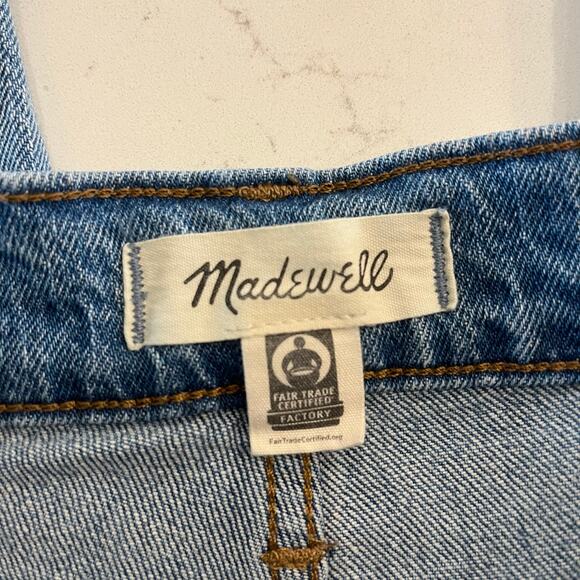 Madewell
FAIR TRADE
CERTIFIED
FACTORY
FairTradeCertified.org